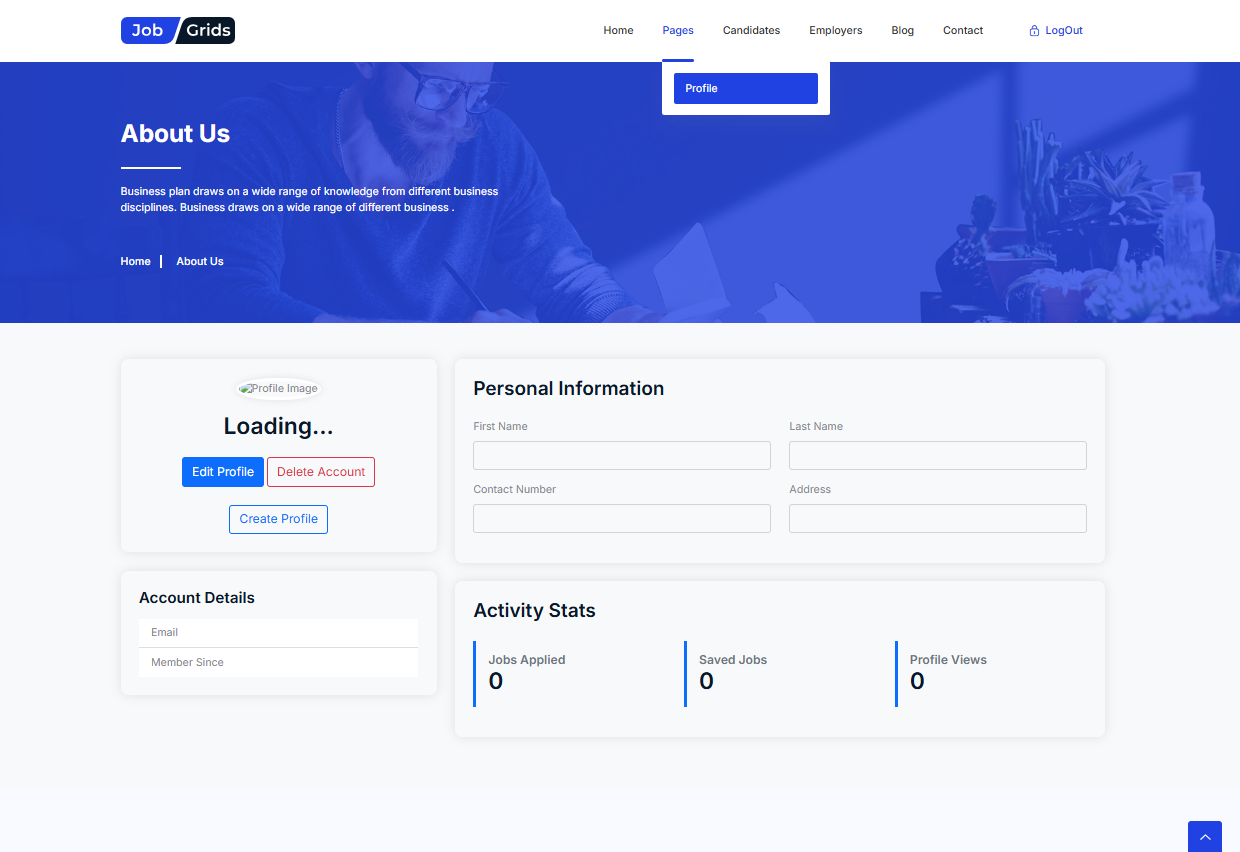 Job Grids
Home Pages Candidates Employers Blog Contact LogOut
Profile
About Us
Business plan draws on a wide range of knowledge from different business
disciplines. Business draws on a wide range of different business .
Home About Us
Profile Image
Loading...
Edit Profile Delete Account
Create Profile
Account Details
Email
Member Since
Personal Information
First Name Last Name
Contact Number Address
Activity Stats
Jobs Applied Saved Jobs Profile Views
0 0 0